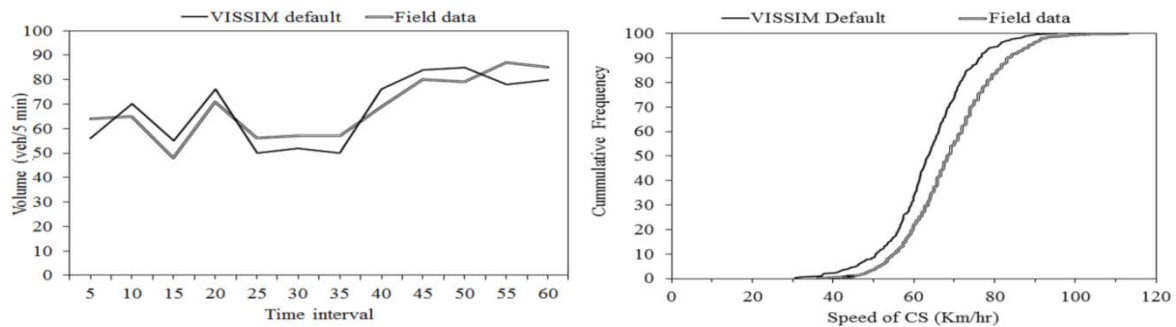 VISSIM default Field data
100
90
80
70
60
50
40
30
20
10
0
Volume (veh/5 min)
5 10 15 20 25 30 35 40 45 50 55 60
Time interval
VISSIM Default Field data
100
90
80
70
60
50
40
30
20
10
0
Cummulative Frequency
0 20 40 60 80 100 120
Speed of CS (Km/hr)